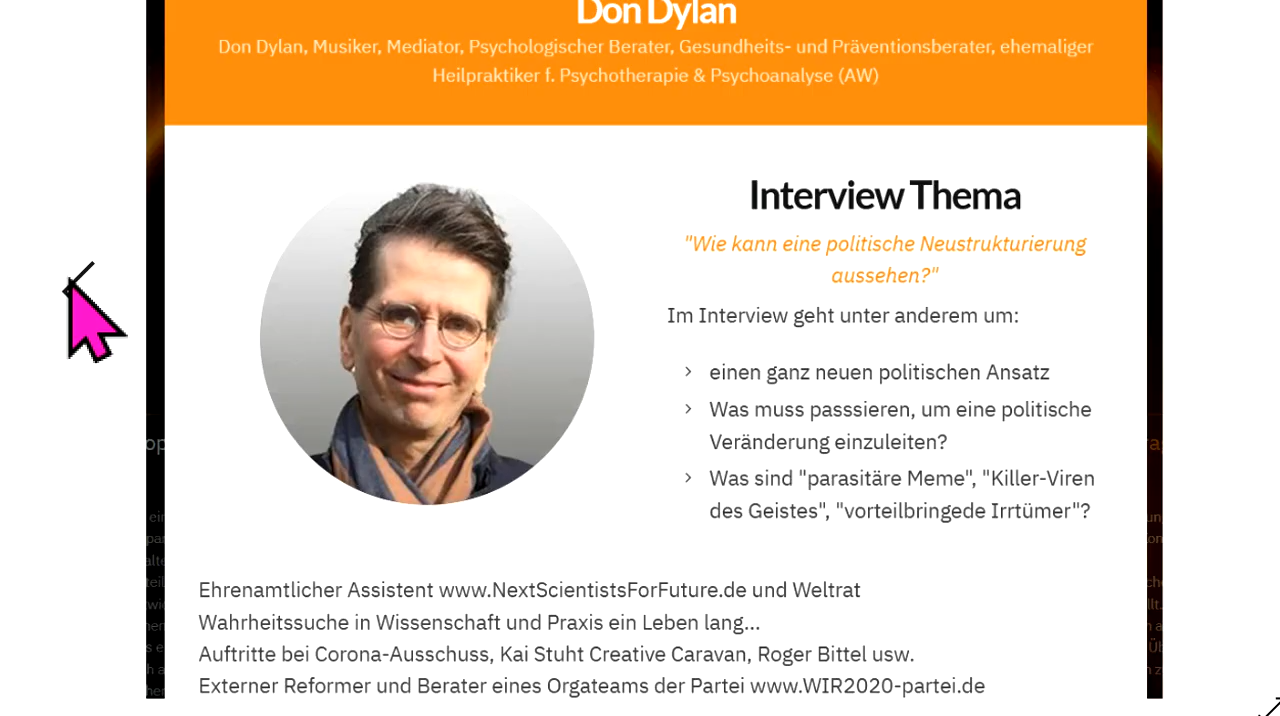 Don Dylan
Don Dylan, Musiker, Mediator, Psychologischer Berater, Gesundheits- und Präventionsberater, ehemaliger
Heilpraktiker f. Psychotherapie & Psychoanalyse (AW)
Interview Thema
"Wie kann eine politische Neustrukturierung
aussehen?"
Im Interview geht unter anderem um:
› einen ganz neuen politischen Ansatz
› Was muss passsieren, um eine politische
Veränderung einzuleiten?
› Was sind "parasitäre Meme", "Killer-Viren
des Geistes", "vorteilbringede Irrtümer"?
Ehrenamtlicher Assistent www.NextScientistsForFuture.de und Weltrat
Wahrheitssuche in Wissenschaft und Praxis ein Leben lang...
Auftritte bei Corona-Ausschuss, Kai Stuht Creative Caravan, Roger Bittel usw.
Externer Reformer und Berater eines Orgateams der Partei www.WIR2020-partei.de